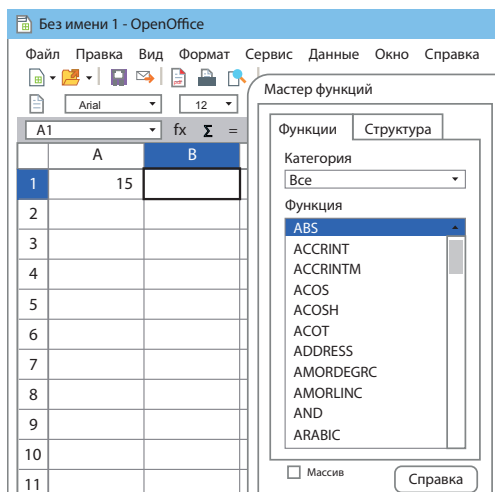 Без имени 1 - OpenOffice
Файл Правка Вид Формат Сервис Данные Окно Справка
Arial 12
A1 fx Σ =
A B
1 15
2
3
4
5
6
7
8
9
10
11
Мастер функций
Функции Структура
Категория
Все
Функция
ABS
ACCRINT
ACCRINTM
ACOS
ACOSH
ACOT
ADDRESS
AMORDEGRC
AMORLINC
AND
ARABIC
Массив Справка